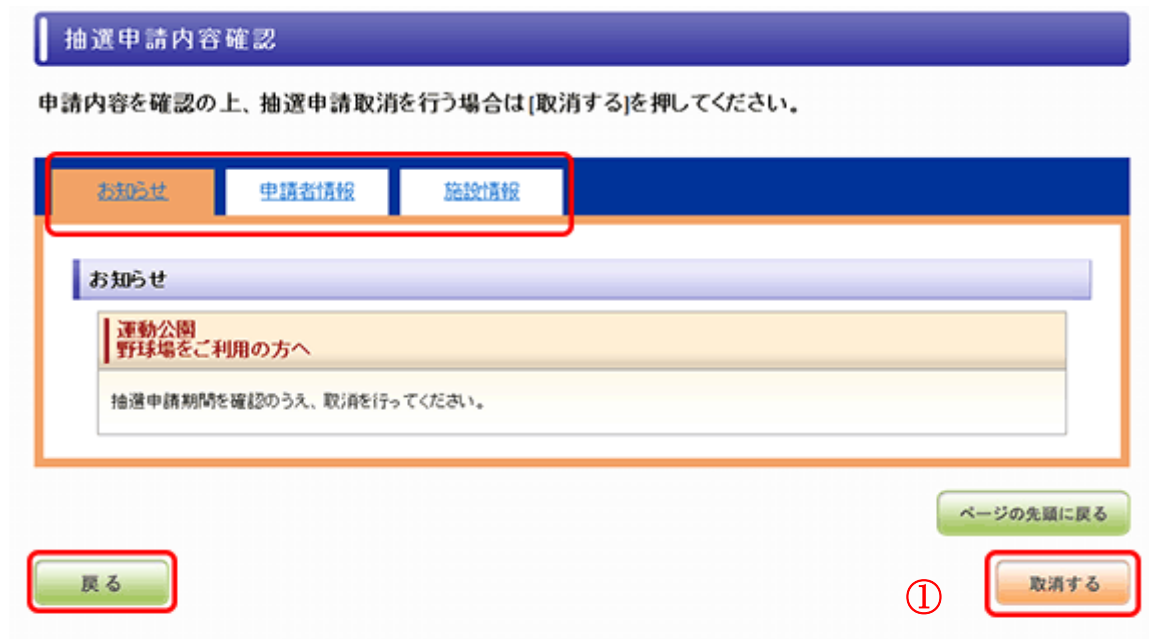 抽選申請内容確認
申請内容を確認の上、抽選申請取消を行う場合は[取消する]を押してください。
お知らせ 申請者情報 施設情報
お知らせ
運動公園
野球場をご利用の方へ
抽選申請期間を確認のうえ、取消を行ってください。
ページの先頭に戻る
戻る ① 取消する